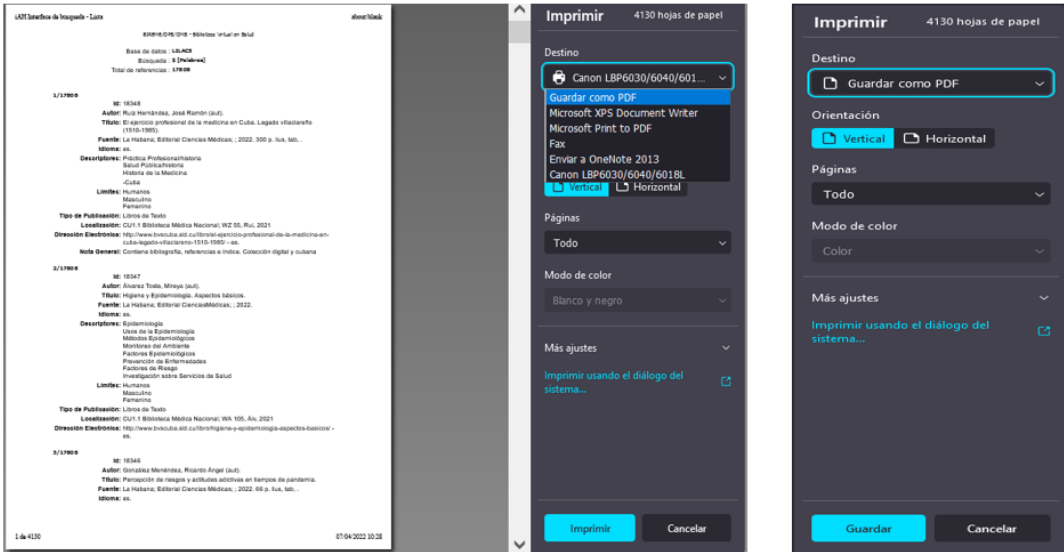 iAH Interface de busqueda - Lista
about:blank
BIREME/OPS/OMS - Biblioteca Virtual en Salud
Base de datos : LILACS
Búsqueda : $ [Palabras]
Total de referencias : 17808
1/17808
Id: 18348
Autor: Ruiz Hernández, José Ramón (aut).
Título: El ejercicio profesional de la medicina en Cuba. Legado villaclareño
(1510-1985).
Fuente: La Habana; Editorial Ciencias Médicas; ; 2022. 300 p. ilus, tab, .
Idioma: es.
Descriptores: Práctica Profesional/historia
Salud Pública/historia
Historia de la Medicina
-Cuba
Límites: Humanos
Masculino
Femenino
Tipo de Publicación: Libros de Texto
Localización: CU1.1 Biblioteca Médica Nacional; WZ 55, Rui, 2021
Dirección Electrónica: http://www.bvscuba.sld.cu/libro/el-ejercicio-profesional-de-la-medicina-en-
cuba-legado-villaclareno-1510-1985/ - es.
Nota General: Contiene bibliografía, referencias e índice. Colección digital y cubana
2/17808
Id: 18347
Autor: Álvarez Toste, Mireya (aut).
Título: Higiene y Epidemiología. Aspectos básicos.
Fuente: La Habana; Editorial CienciasMédicas; ; 2022.
Idioma: es.
Descriptores: Epidemiología
Usos de la Epidemiología
Métodos Epidemiológicos
Monitoreo del Ambiente
Factores Epidemiológicos
Prevención de Enfermedades
Factores de Riesgo
Investigación sobre Servicios de Salud
Límites: Humanos
Masculino
Femenino
Tipo de Publicación: Libros de Texto
Localización: CU1.1 Biblioteca Médica Nacional; WA 105, Álv, 2021
Dirección Electrónica: http://www.bvscuba.sld.cu/libro/higiene-y-epidemiologia-aspectos-basicos/ -
es.
3/17808
Id: 18346
Autor: González Menéndez, Ricardo Ángel (aut).
Título: Percepción de riesgos y actitudes adictivas en tiempos de pandemia.
Fuente: La Habana; Editorial Ciencias Médicas; ; 2022. 66 p. ilus, tab, .
Idioma: es.
1 de 4130
07/04/2022 10:28
Imprimir
4130 hojas de papel
Destino
Canon LBP6030/6040/601...
Guardar como PDF
Microsoft XPS Document Writer
Microsoft Print to PDF
Fax
Enviar a OneNote 2013
Canon LBP6030/6040/6018L
Vertical
Horizontal
Páginas
Todo
Modo de color
Blanco y negro
Más ajustes
Imprimir usando el diálogo del
sistema...
Imprimir
Cancelar
Imprimir
4130 hojas de papel
Destino
Guardar como PDF
Orientación
Vertical
Horizontal
Páginas
Todo
Modo de color
Color
Más ajustes
Imprimir usando el diálogo del
sistema...
Guardar
Cancelar